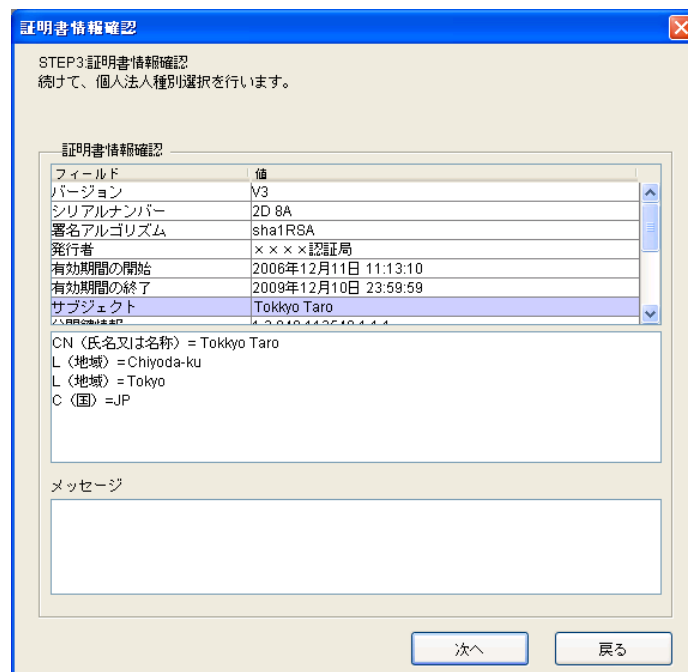 証明書情報確認
STEP3:証明書情報確認
続けて、個人法人種別選択を行います。
証明書情報確認
フィールド 値
バージョン V3
シリアルナンバー 2D 8A
署名アルゴリズム sha1RSA
発行者 ××××認証局
有効期間の開始 2006年12月11日 11:13:10
有効期間の終了 2009年12月10日 23:59:59
サブジェクト Tokkyo Taro
CN（氏名又は名称）= Tokkyo Taro
L（地域）=Chiyoda-ku
L（地域）=Tokyo
C（国）=JP
メッセージ
次へ 戻る